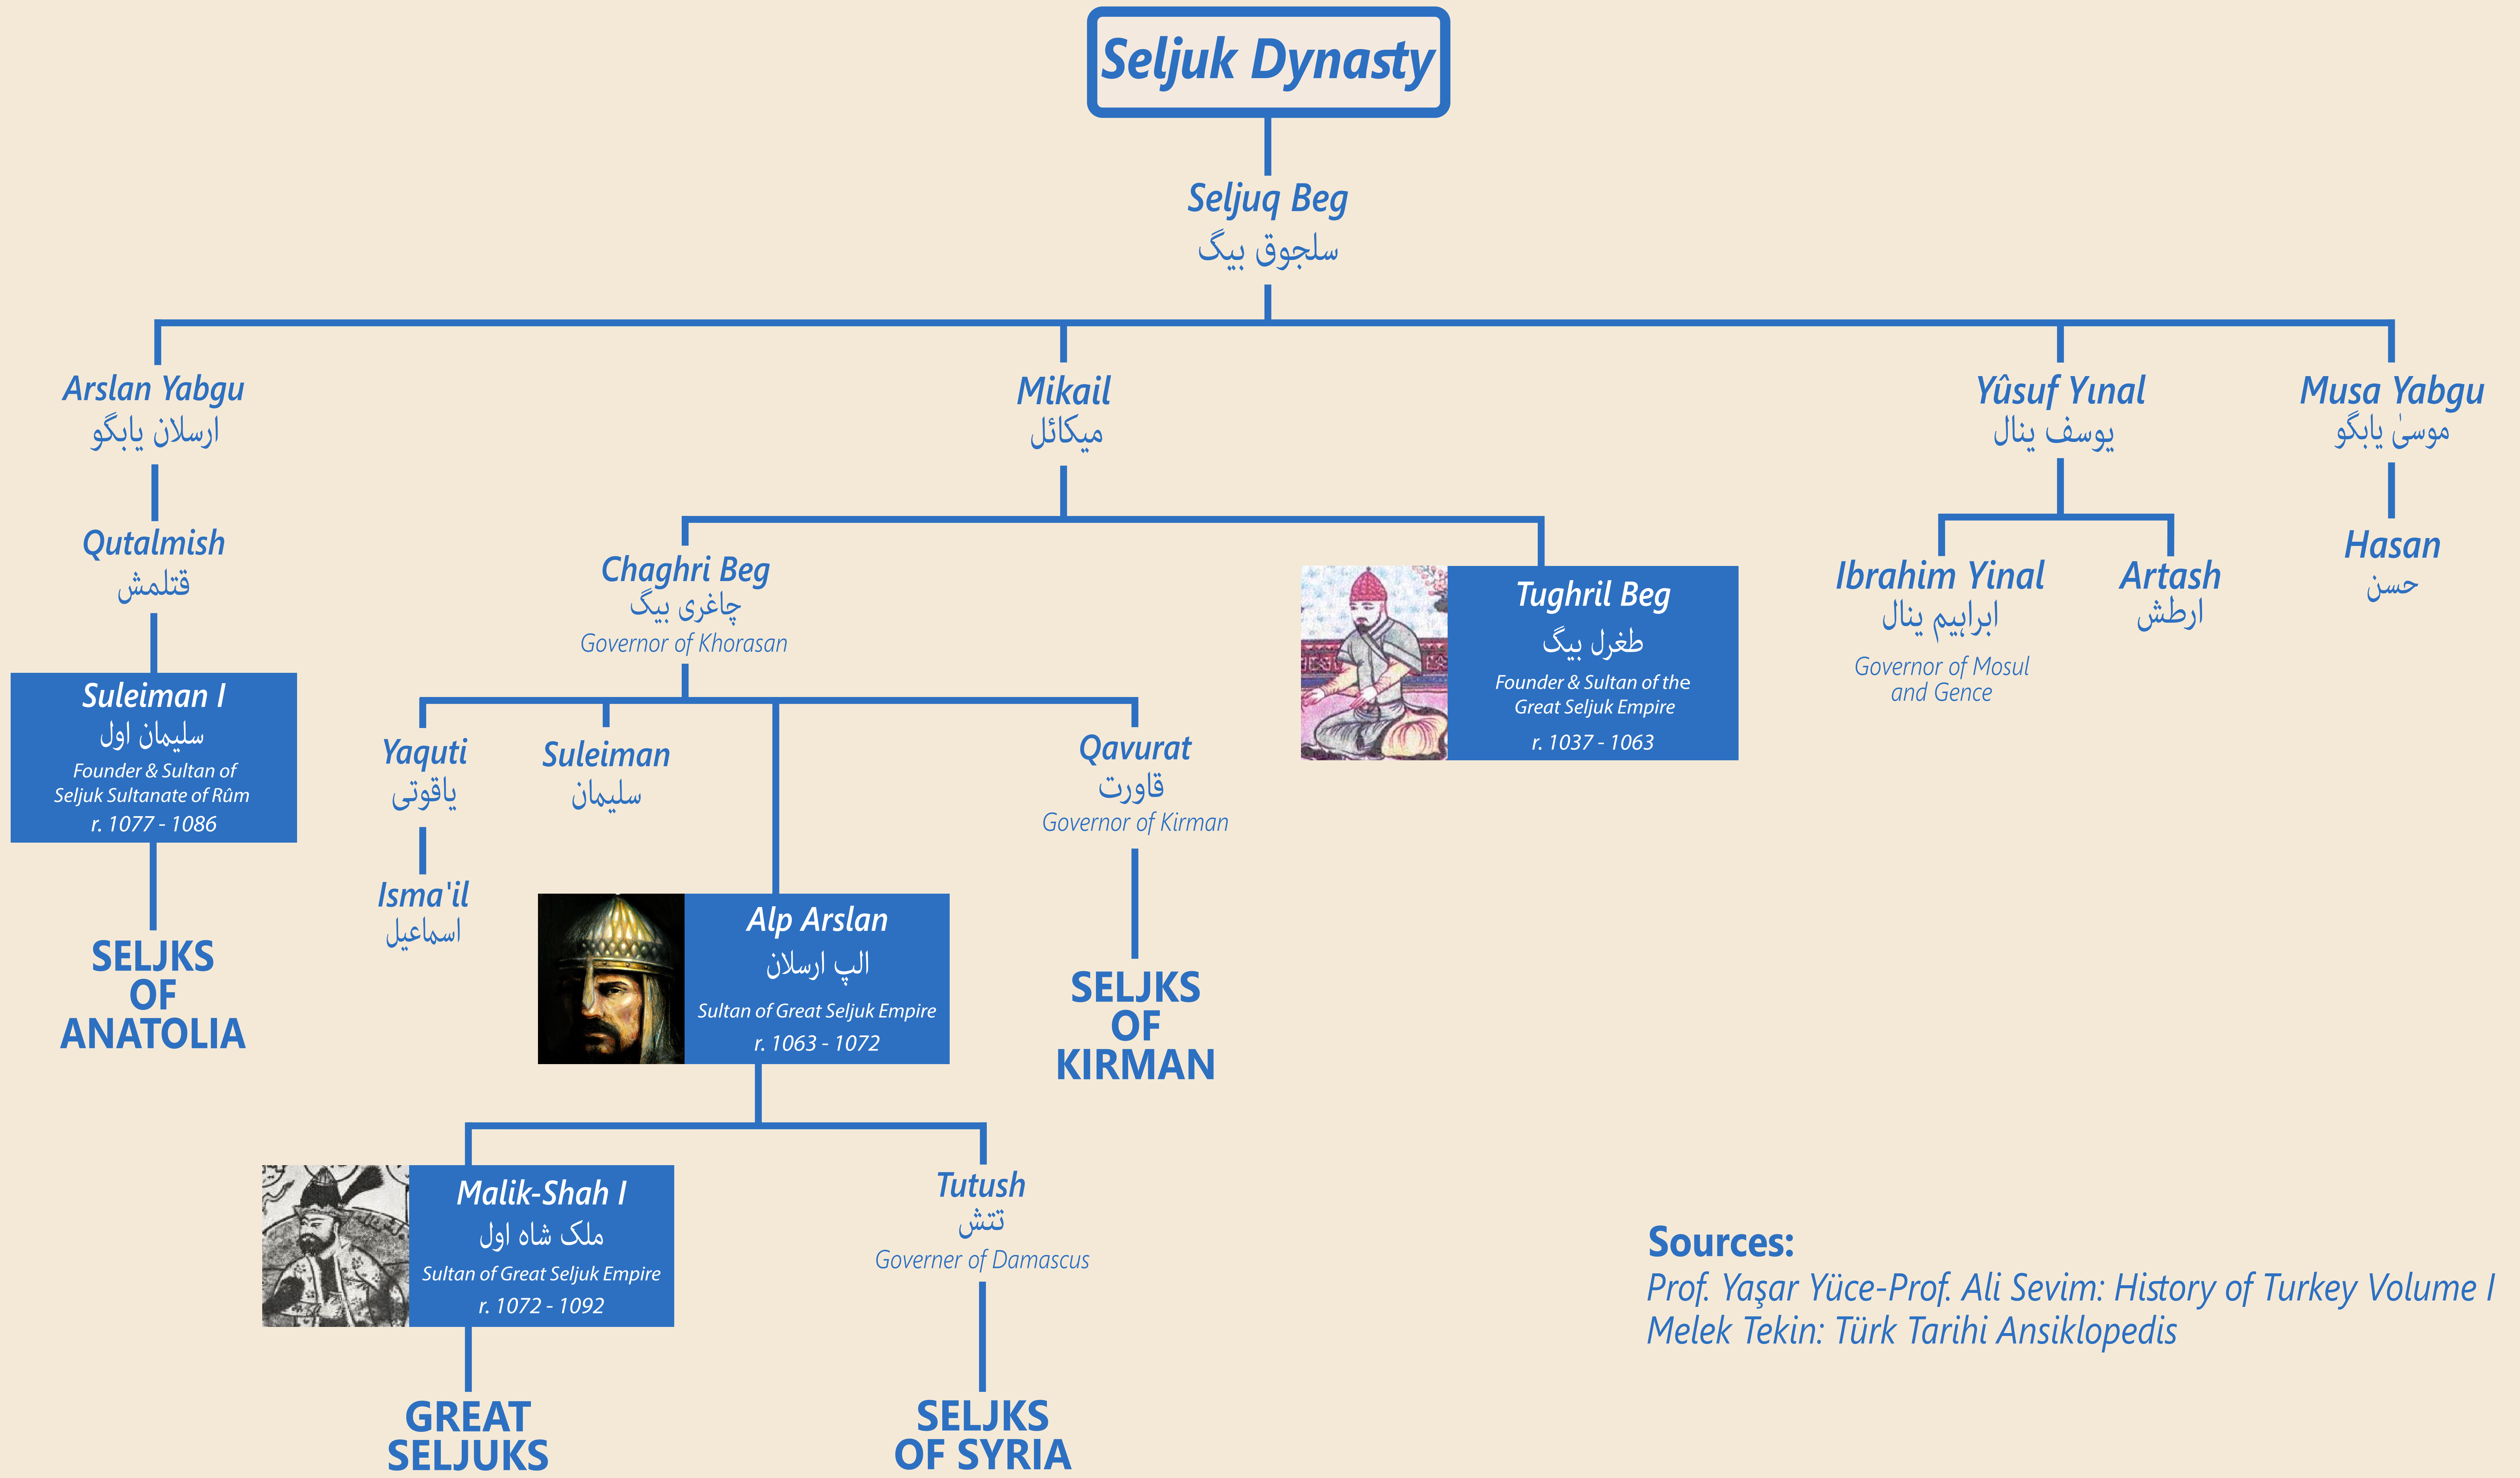 Seljuk Dynasty
Seljuq Beg
سلجوق بیگ
Arslan Yabgu
ارسلان یابگو
Mikail
میکائل
Yûsuf Yınal
یوسف ینال
Musa Yabgu
موسیٰ یابگو
Qutalmish
قتلمش
Chaghri Beg
چاغری بیگ
Governor of Khorasan
Tughril Beg
طغرل بیگ
Founder & Sultan of the
Great Seljuk Empire
r. 1037 - 1063
Ibrahim Yinal
ابراہیم ینال
Governor of Mosul
and Gence
Artash
ارطش
Hasan
حسن
Suleiman I
سلیمان اول
Founder & Sultan of
Seljuk Sultanate of Rûm
r. 1077 - 1086
SELJKS
OF
ANATOLIA
Yaquti
یاقوتی
Isma'il
اسماعیل
Suleiman
سلیمان
Alp Arslan
الپ ارسلان
Sultan of Great Seljuk Empire
r. 1063 - 1072
Qavurat
قاورت
Governor of Kirman
SELJKS
OF
KIRMAN
Malik-Shah I
ملک شاہ اول
Sultan of Great Seljuk Empire
r. 1072 - 1092
GREAT
SELJUKS
Tutush
تتش
Governer of Damascus
SELJKS
OF SYRIA
Sources:
Prof. Yaşar Yüce-Prof. Ali Sevim: History of Turkey Volume I
Melek Tekin: Türk Tarihi Ansiklopedis